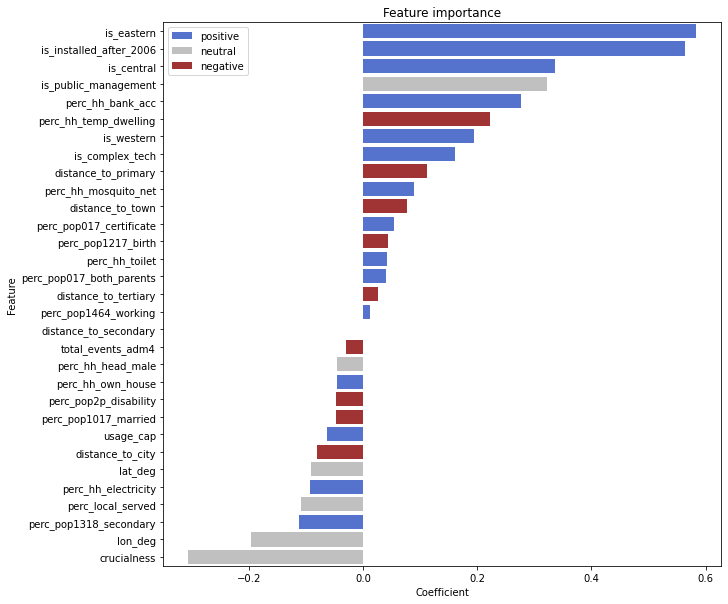 Feature importance
positive
neutral
negative
is_eastern
is_installed_after_2006
is_central
is_public_management
perc_hh_bank_acc
perc_hh_temp_dwelling
is_western
is_complex_tech
distance_to_primary
perc_hh_mosquito_net
distance_to_town
perc_pop017_certificate
perc_pop1217_birth
perc_hh_toilet
perc_pop017_both_parents
distance_to_tertiary
perc_pop1464_working
distance_to_secondary
total_events_adm4
perc_hh_head_male
perc_hh_own_house
perc_pop2p_disability
perc_pop1017_married
usage_cap
distance_to_city
lat_deg
perc_hh_electricity
perc_local_served
perc_pop1318_secondary
lon_deg
crucialness
Feature
−0.2 0.0 0.2 0.4 0.6
Coefficient